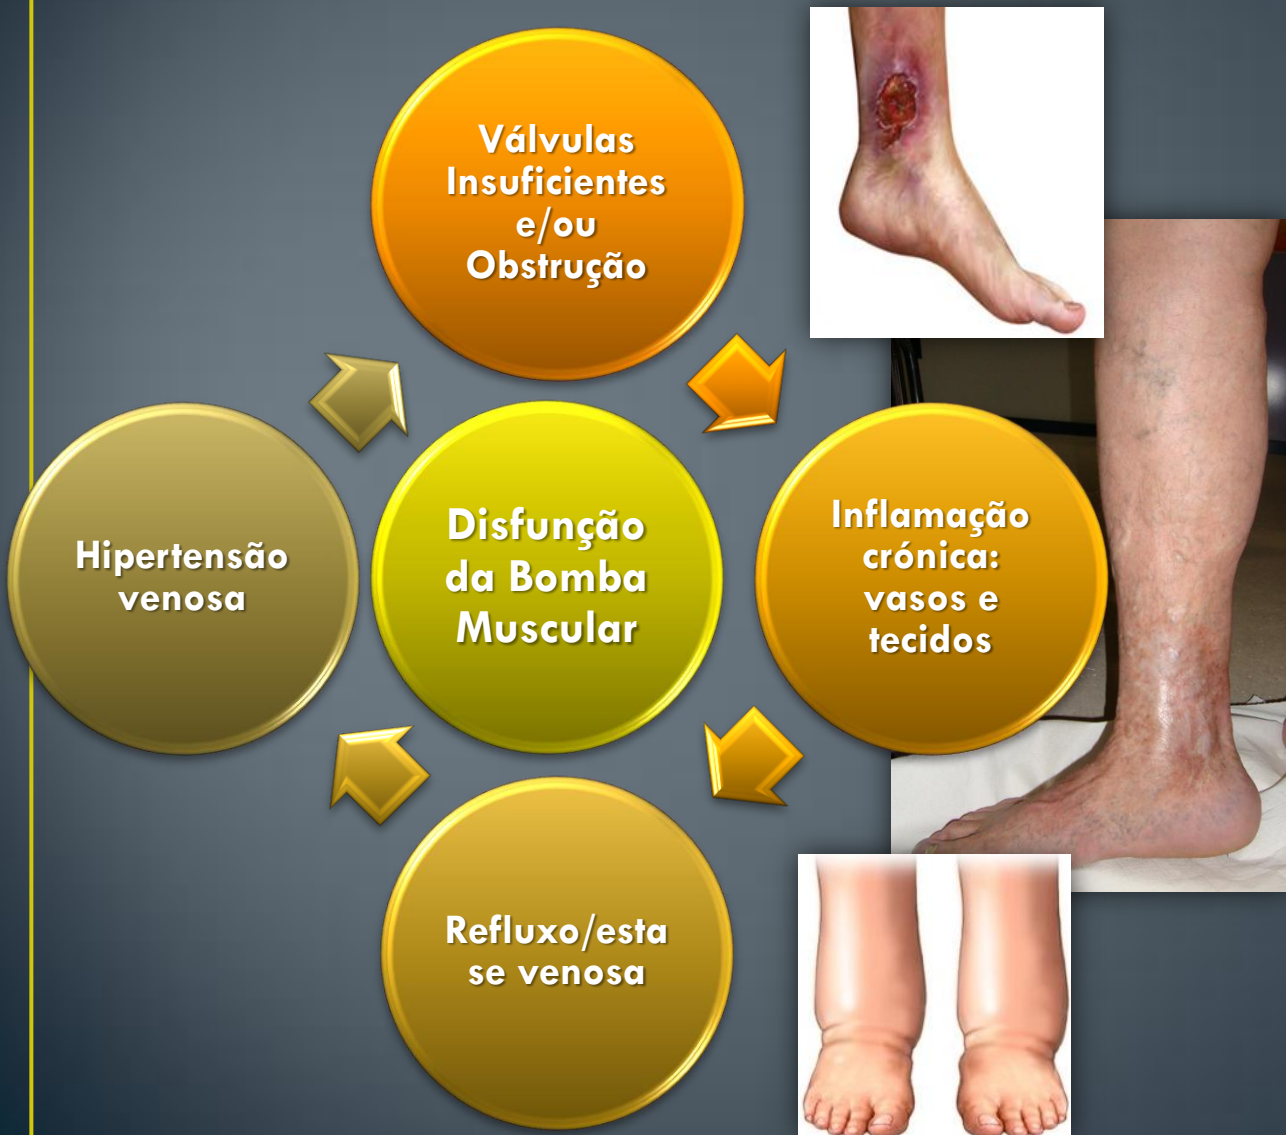 Válvulas
Insuficientes
e/ou
Obstrução
Hipertensão
venosa
Disfunção
da Bomba
Muscular
Inflamação
crónica:
vasos e
tecidos
Refluxo/esta
se venosa